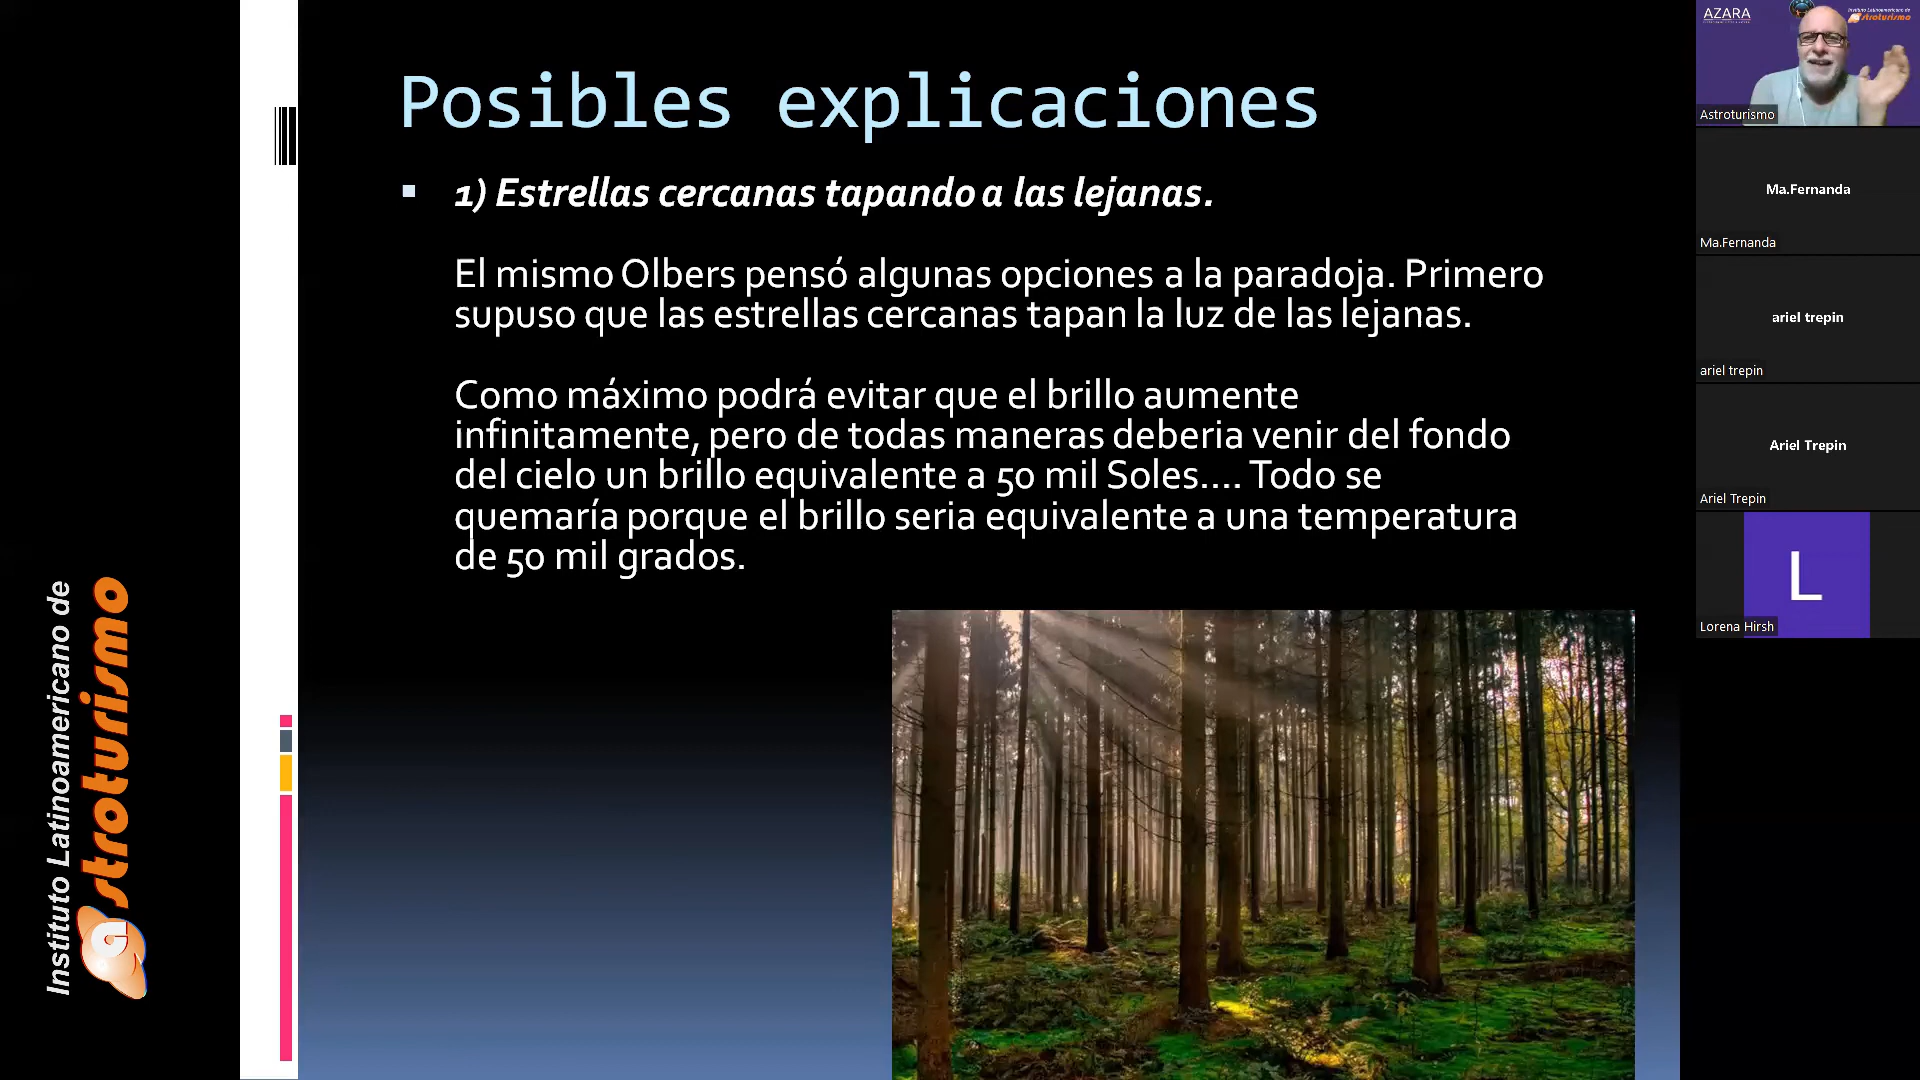 Posibles explicaciones
1) Estrellas cercanas tapando a las lejanas.
El mismo Olbers pensó algunas opciones a la paradoja. Primero
supuso que las estrellas cercanas tapan la luz de las lejanas.
Como máximo podrá evitar que el brillo aumente
infinitamente, pero de todas maneras deberia venir del fondo
del cielo un brillo equivalente a 50 mil Soles.... Todo se
quemaría porque el brillo seria equivalente a una temperatura
de 50 mil grados.
Instituto Latinoamericano de
astroturismo
AZARA
Instituto Latinoamericano de
astroturismo
Astroturismo
Ma.Fernanda
Ma.Fernanda
ariel trepin
ariel trepin
Ariel Trepin
Ariel Trepin
L
Lorena Hirsh